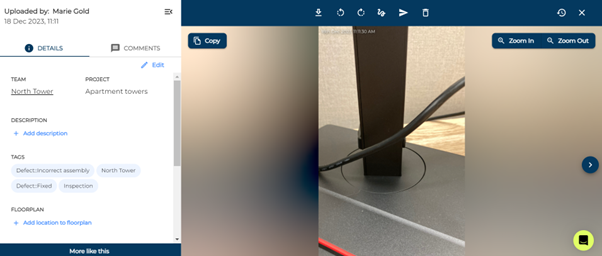 Uploaded by: Marie Gold
18 Dec 2023, 11:11
DETAILS
COMMENTS
Edit
TEAM
PROJECT
North Tower
Apartment towers
DESCRIPTION
+ Add description
TAGS
Defect:Incorrect assembly
North Tower
Defect:Fixed
Inspection
FLOORPLAN
+ Add location to floorplan
More like this
Copy
Zoom In
Zoom Out